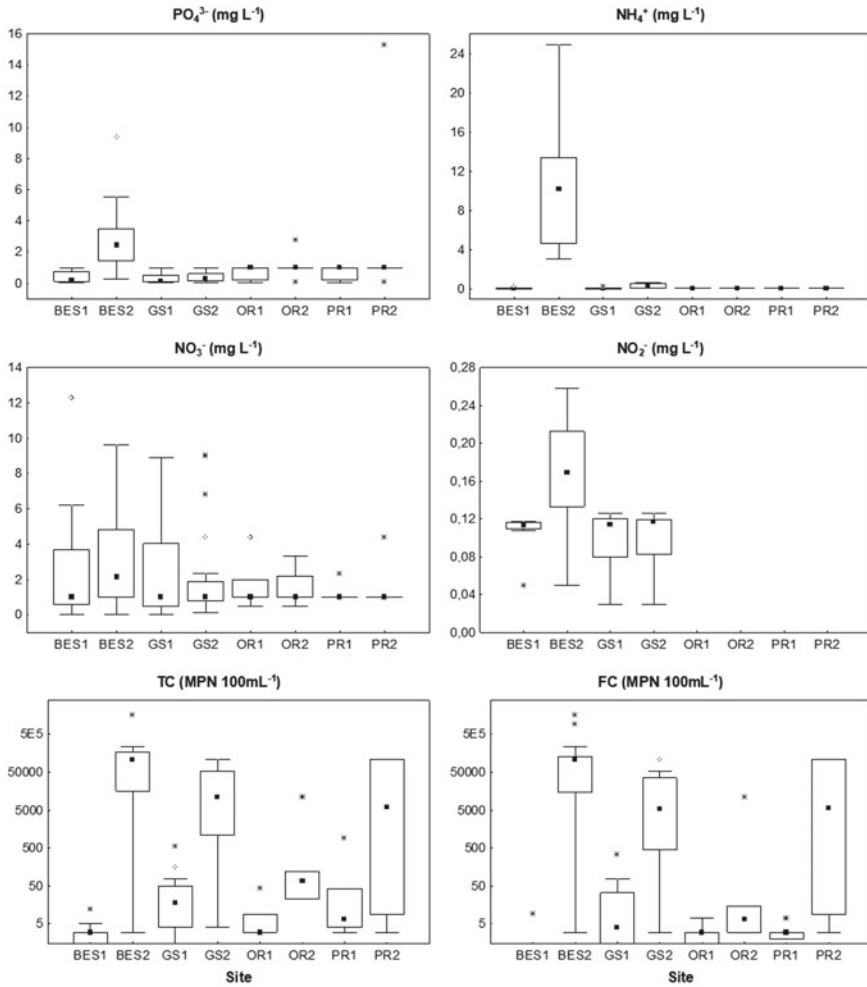 PO₄³⁻ (mg L⁻¹)
16
14
12
10
8
6
4
2
0
BES1 BES2 GS1 GS2 OR1 OR2 PR1 PR2
NH₄⁺ (mg L⁻¹)
24
20
16
12
8
4
0
BES1 BES2 GS1 GS2 OR1 OR2 PR1 PR2
NO₃⁻ (mg L⁻¹)
14
12
10
8
6
4
2
0
BES1 BES2 GS1 GS2 OR1 OR2 PR1 PR2
NO₂⁻ (mg L⁻¹)
0,28
0,24
0,20
0,16
0,12
0,08
0,04
0,00
BES1 BES2 GS1 GS2 OR1 OR2 PR1 PR2
TC (MPN 100mL⁻¹)
5E5
50000
5000
500
50
5
BES1 BES2 GS1 GS2 OR1 OR2 PR1 PR2
Site
FC (MPN 100mL⁻¹)
5E5
50000
5000
500
50
5
BES1 BES2 GS1 GS2 OR1 OR2 PR1 PR2
Site